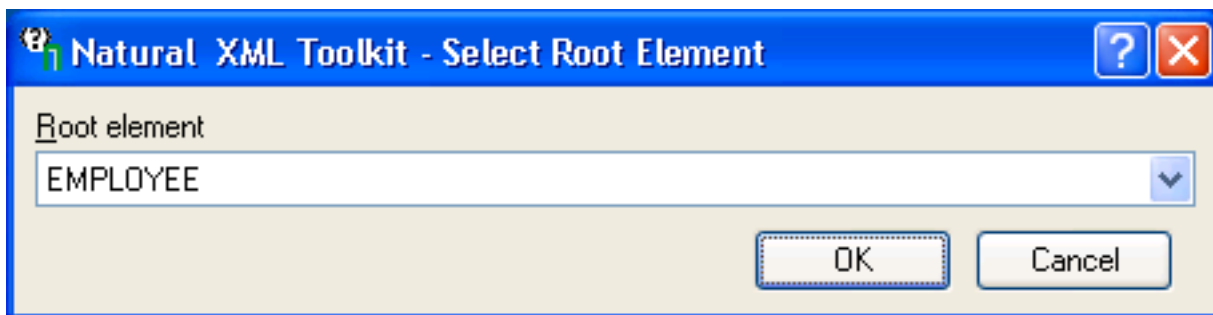 Natural XML Toolkit - Select Root Element
Root element
EMPLOYEE
OK Cancel